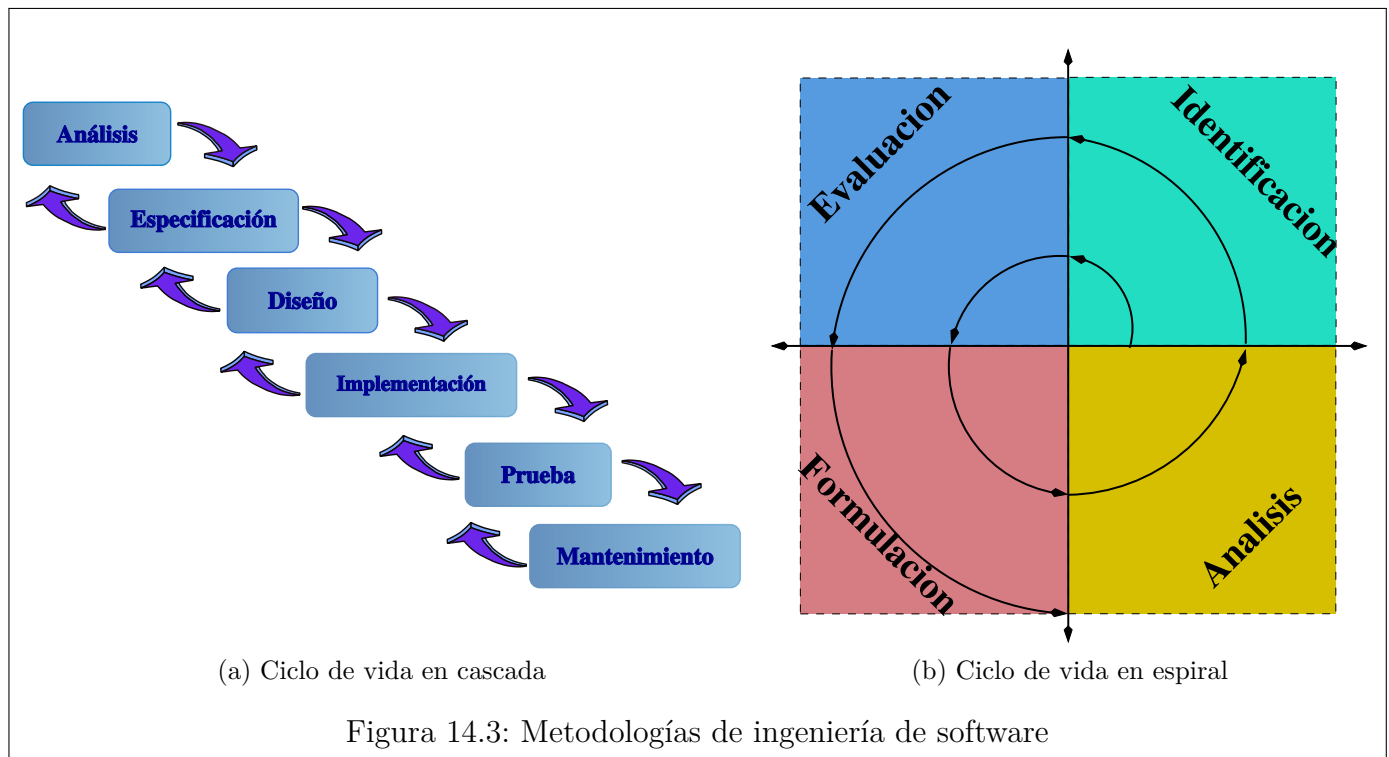 Análisis
Especificación
Diseño
Implementación
Prueba
Mantenimiento
(a) Ciclo de vida en cascada
Evaluacion
Identificacion
Formulacion
Analisis
(b) Ciclo de vida en espiral
Figura 14.3: Metodologías de ingeniería de software